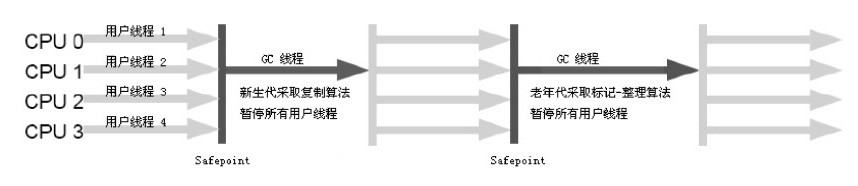 CPU 0 用户线程 1
CPU 1 用户线程 2
CPU 2 用户线程 3
CPU 3 用户线程 4
GC 线程
新生代采取复制算法
暂停所有用户线程
Safepoint
GC 线程
老年代采取标记-整理算法
暂停所有用户线程
Safepoint